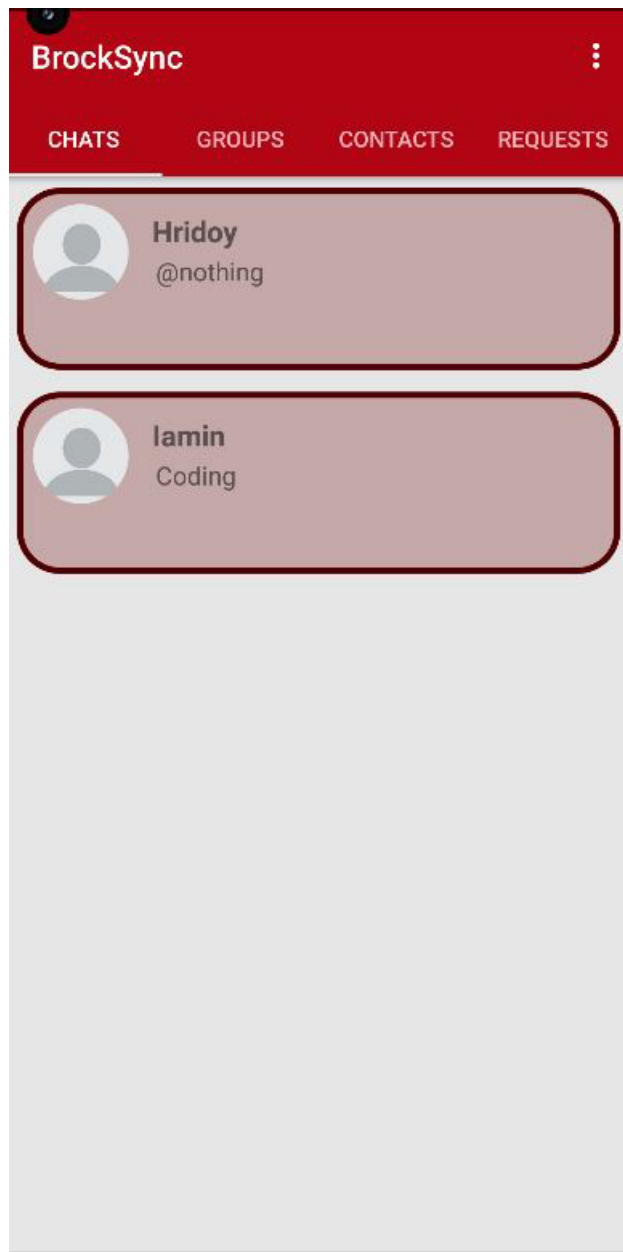 BrockSync
CHATS GROUPS CONTACTS REQUESTS
Hridoy
@nothing
lamin
Coding